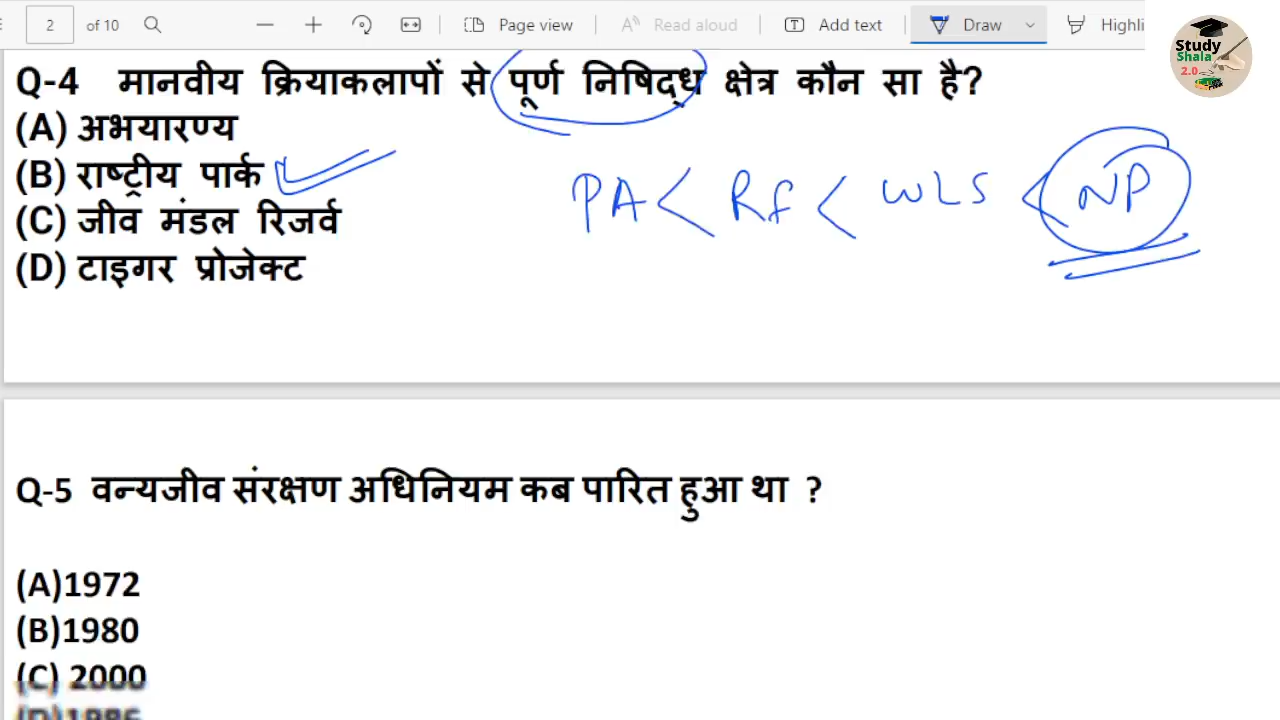 2 of 10 Page view Read aloud Add text Draw Highli
Study
Shala
2.0
Q-4 मानवीय क्रियाकलापों से पूर्ण निषिद्ध क्षेत्र कौन सा है?
(A) अभयारण्य
(B) राष्ट्रीय पार्क
(C) जीव मंडल रिजर्व
(D) टाइगर प्रोजेक्ट
PA < Rf < WLS < NP
Q-5 वन्यजीव संरक्षण अधिनियम कब पारित हुआ था ?
(A)1972
(B)1980
(C) 2000
(D)1986